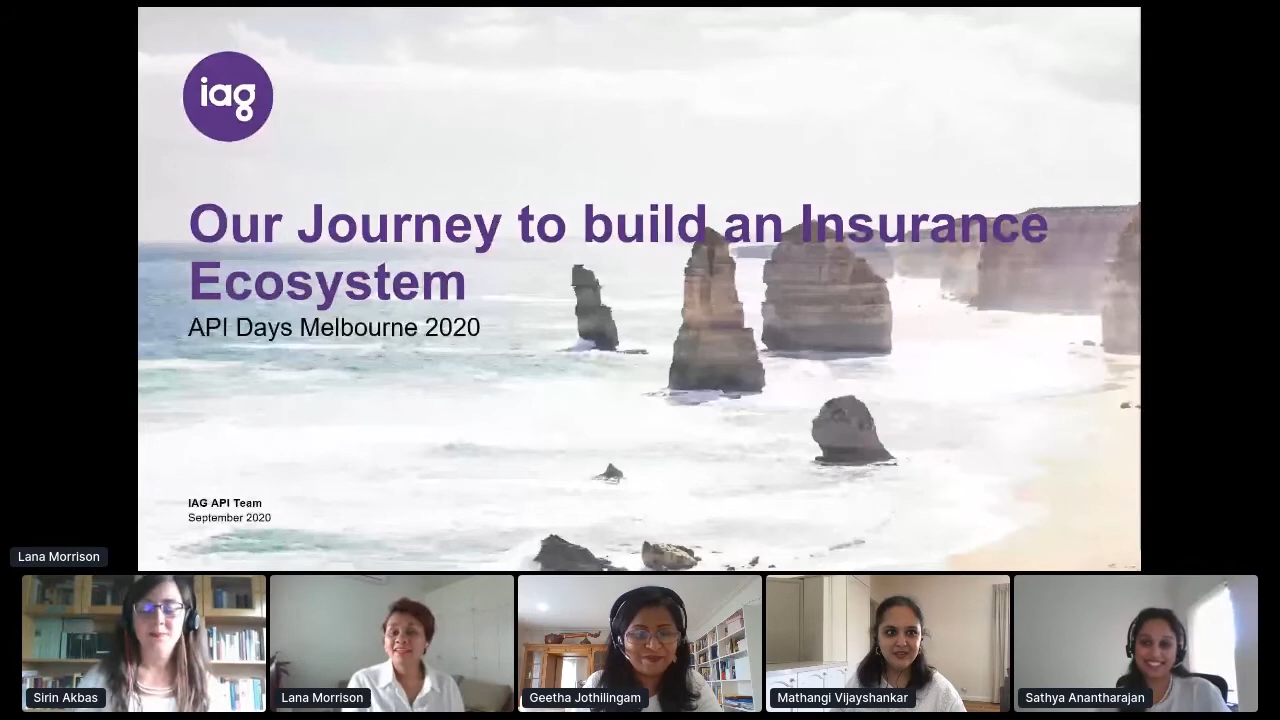 iag
Our Journey to build an Insurance
Ecosystem
API Days Melbourne 2020
IAG API Team
September 2020
Lana Morrison
Sirin Akbas
Lana Morrison
Geetha Jothilingam
Mathangi Vijayshankar
Sathya Anantharajan